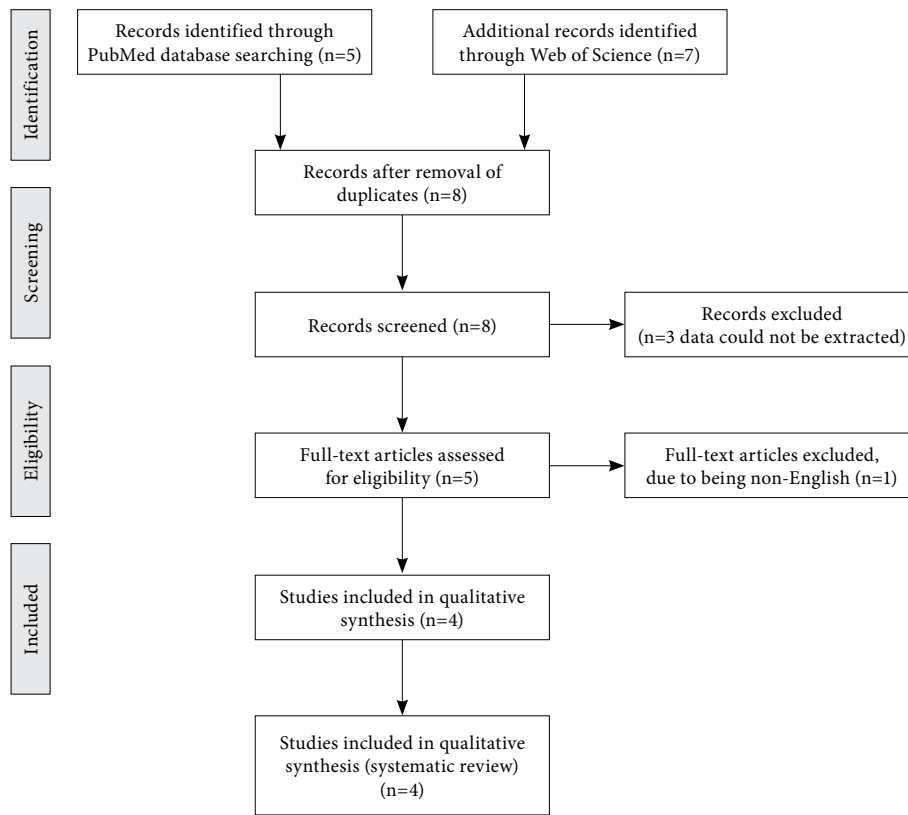 Identification
Records identified through
PubMed database searching (n=5)
Additional records identified
through Web of Science (n=7)
Records after removal of
duplicates (n=8)
Screening
Records screened (n=8)
Records excluded
(n=3 data could not be extracted)
Eligibility
Full-text articles assessed
for eligibility (n=5)
Full-text articles excluded,
due to being non-English (n=1)
Included
Studies included in qualitative
synthesis (n=4)
Studies included in qualitative
synthesis (systematic review)
(n=4)